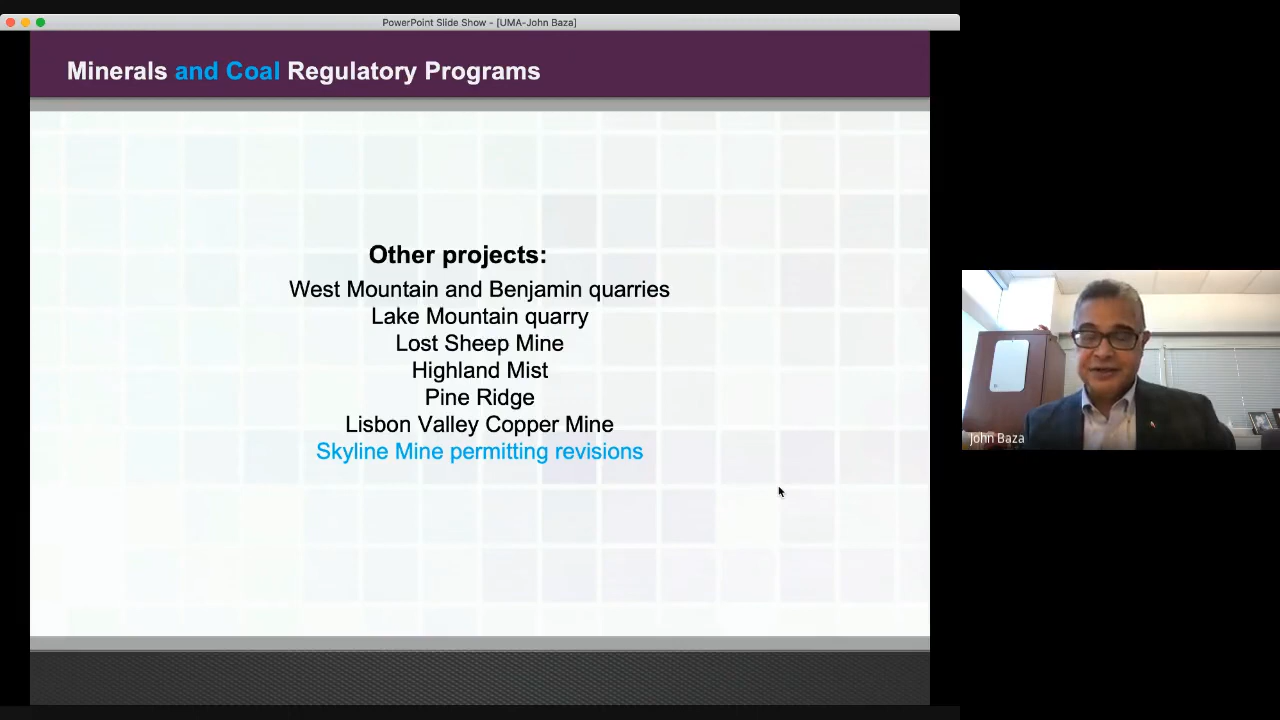 PowerPoint Slide Show - [UMA-John Baza]
Minerals and Coal Regulatory Programs
Other projects:
West Mountain and Benjamin quarries
Lake Mountain quarry
Lost Sheep Mine
Highland Mist
Pine Ridge
Lisbon Valley Copper Mine
Skyline Mine permitting revisions
John Baza